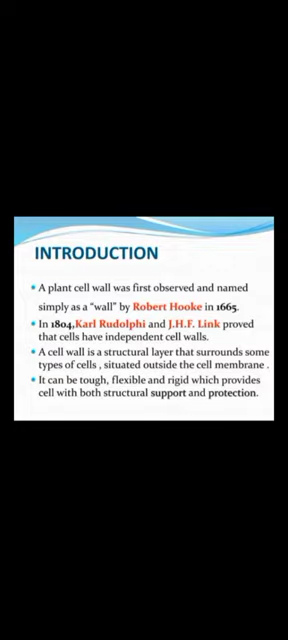 INTRODUCTION
A plant cell wall was first observed and named
simply as a “wall” by Robert Hooke in 1665.
In 1804,Karl Rudolphi and J.H.F. Link proved
that cells have independent cell walls.
A cell wall is a structural layer that surrounds some
types of cells , situated outside the cell membrane .
It can be tough, flexible and rigid which provides
cell with both structural support and protection.